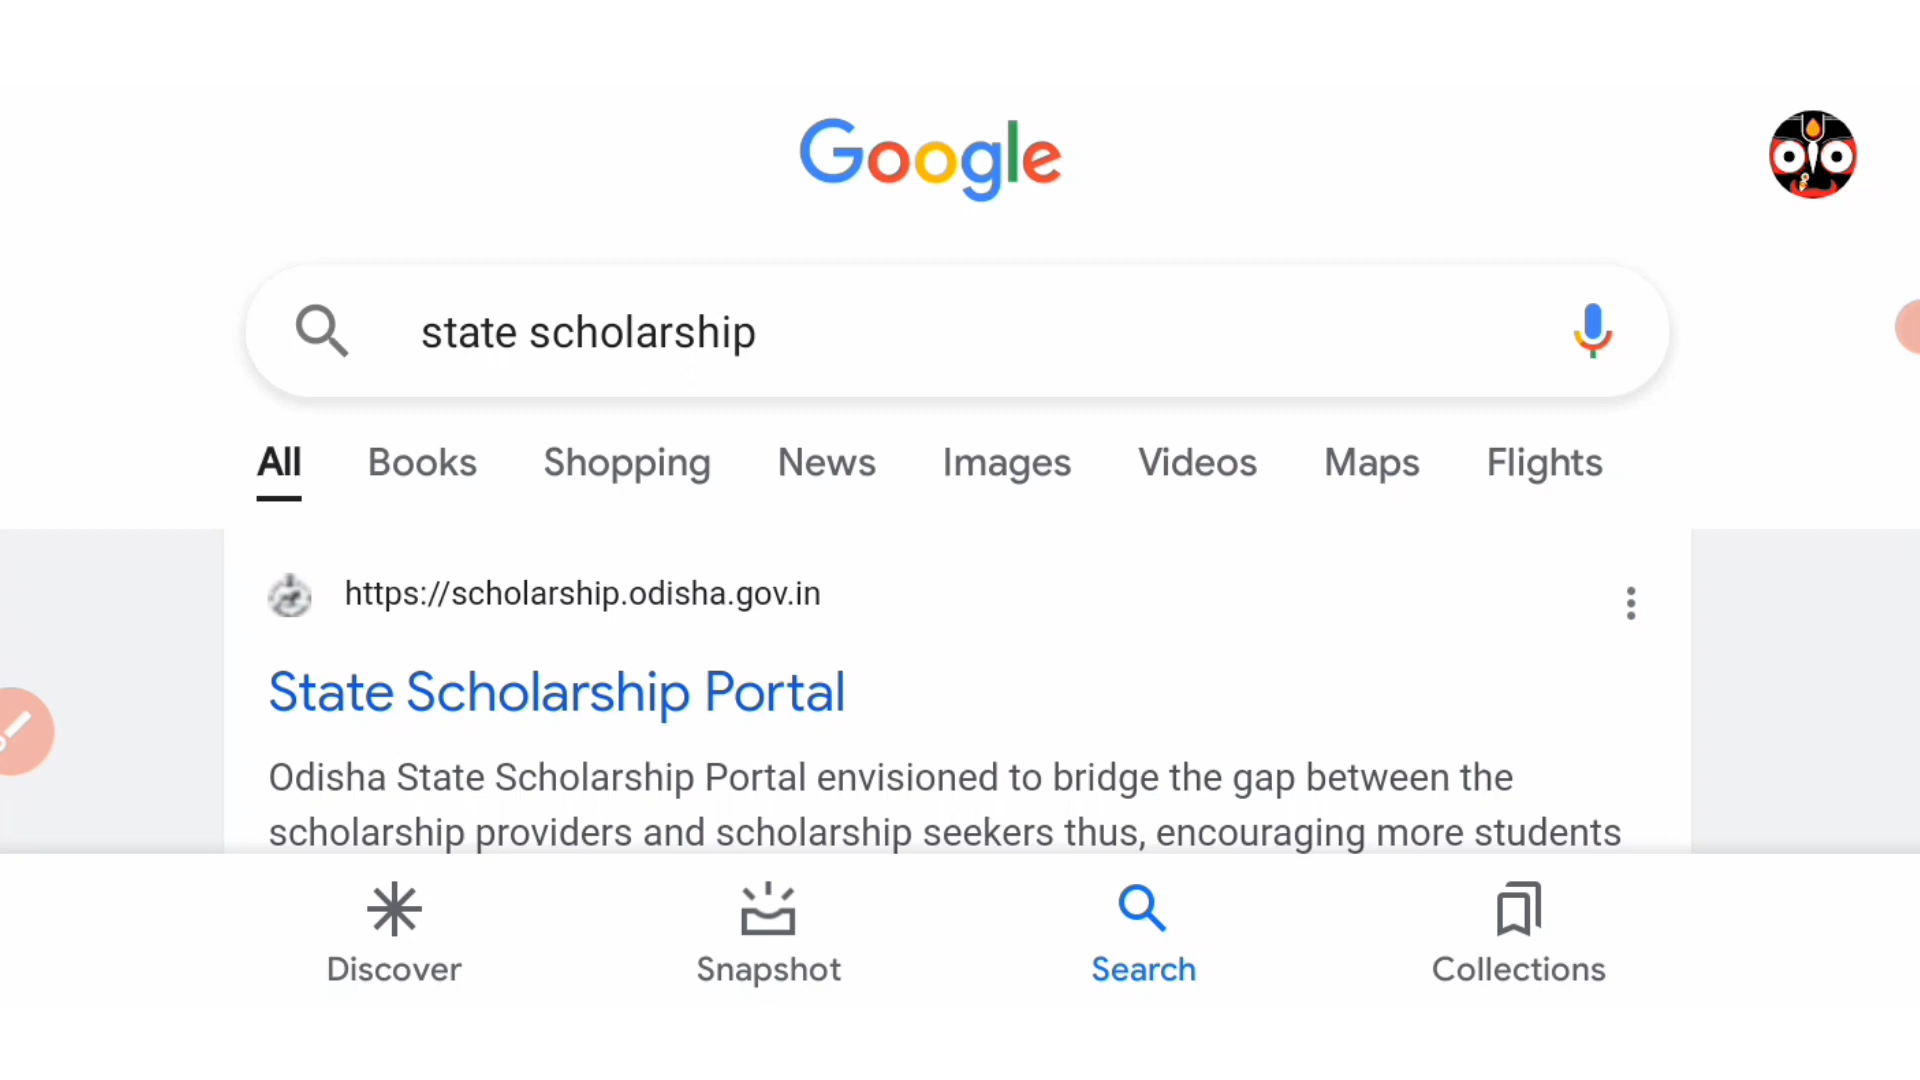 Google
state scholarship
All Books Shopping News Images Videos Maps Flights
https://scholarship.odisha.gov.in
State Scholarship Portal
Odisha State Scholarship Portal envisioned to bridge the gap between the
scholarship providers and scholarship seekers thus, encouraging more students
Discover Snapshot Search Collections